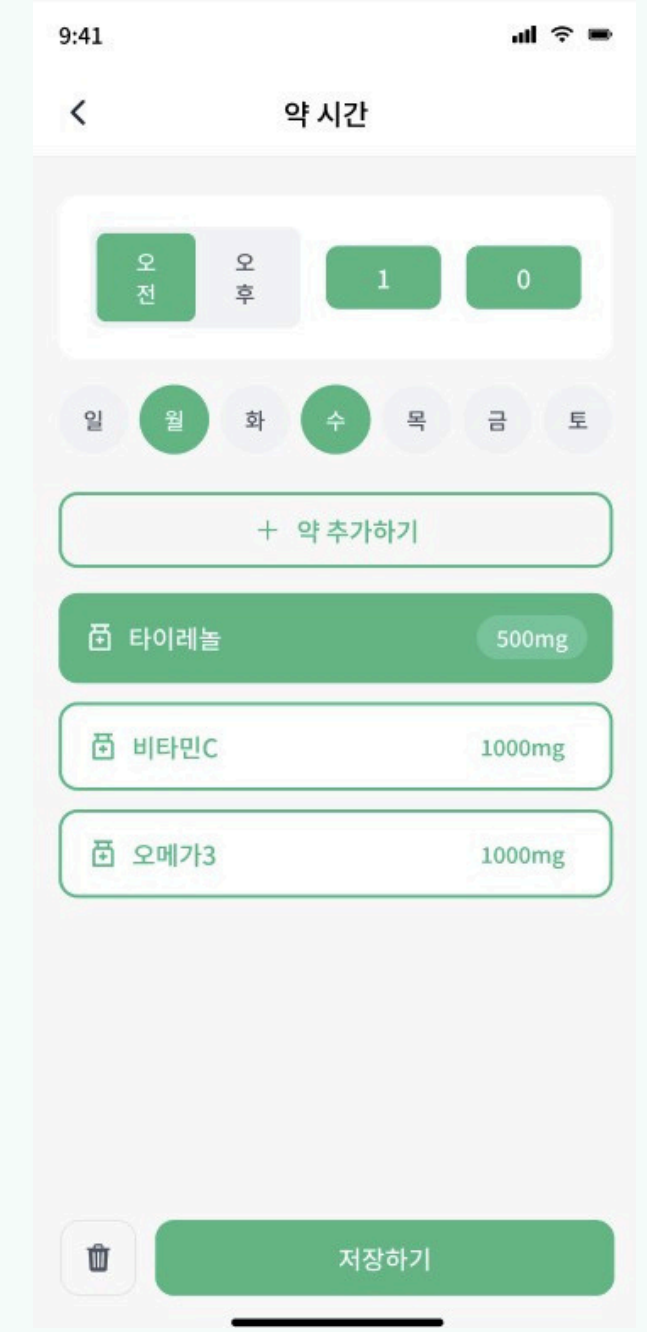 9:41
약 시간
오전 오후 1 0
일 월 화 수 목 금 토
+ 약 추가하기
타이레놀 500mg
비타민C 1000mg
오메가3 1000mg
저장하기